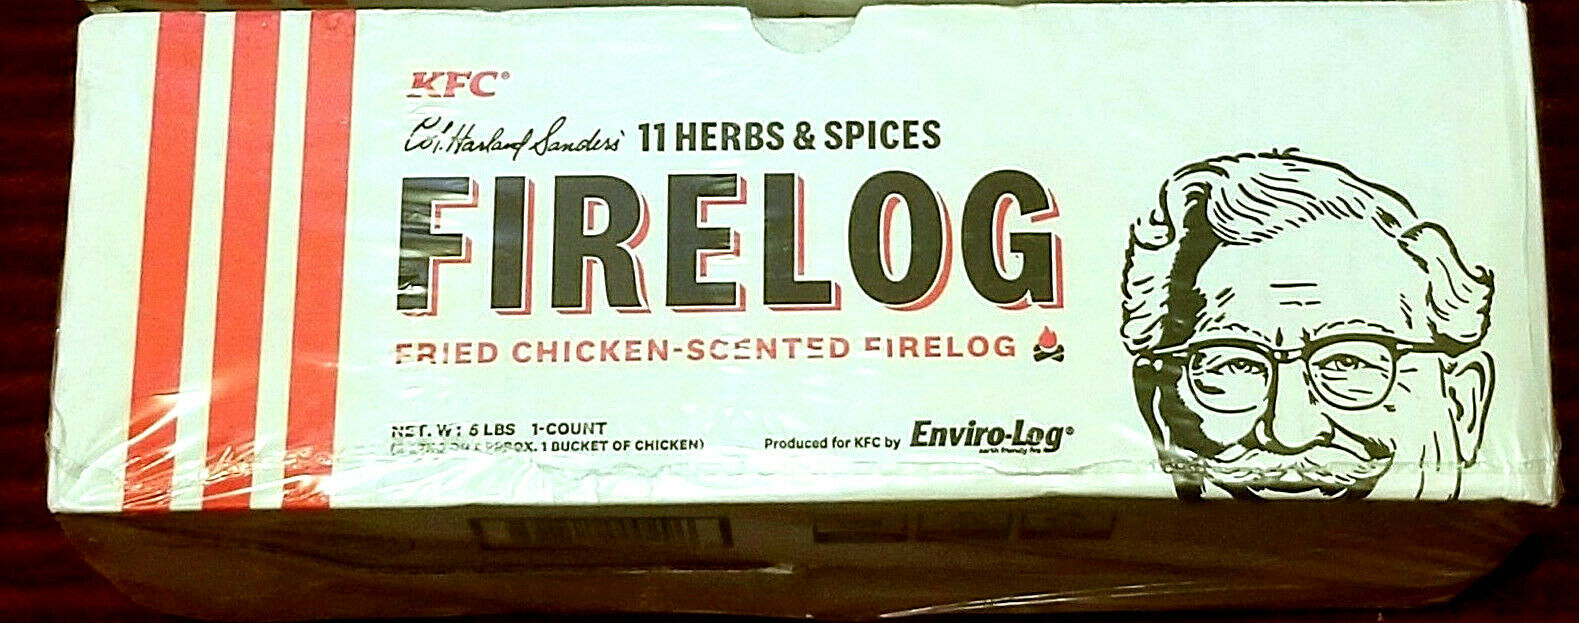 KFC®
Col. Harland Sanders' 11 HERBS & SPICES
FIRELOG
FRIED CHICKEN-SCENTED FIRELOG
NET. WT 5 LBS 1-COUNT
APPROX. 1 BUCKET OF CHICKEN)
Produced for KFC by Enviro-Log®